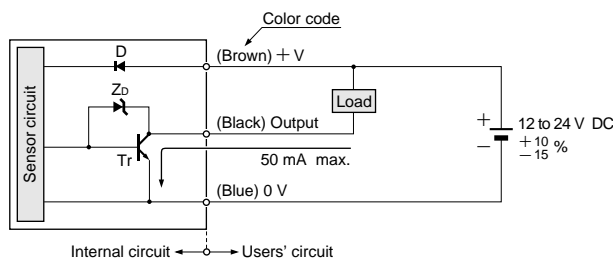 Color code
D
(Brown) +V
Sensor circuit
ZD
Load
(Black) Output
+
−
12 to 24 V DC
+10
−15 %
Tr
50 mA max.
(Blue) 0 V
Internal circuit
Users' circuit